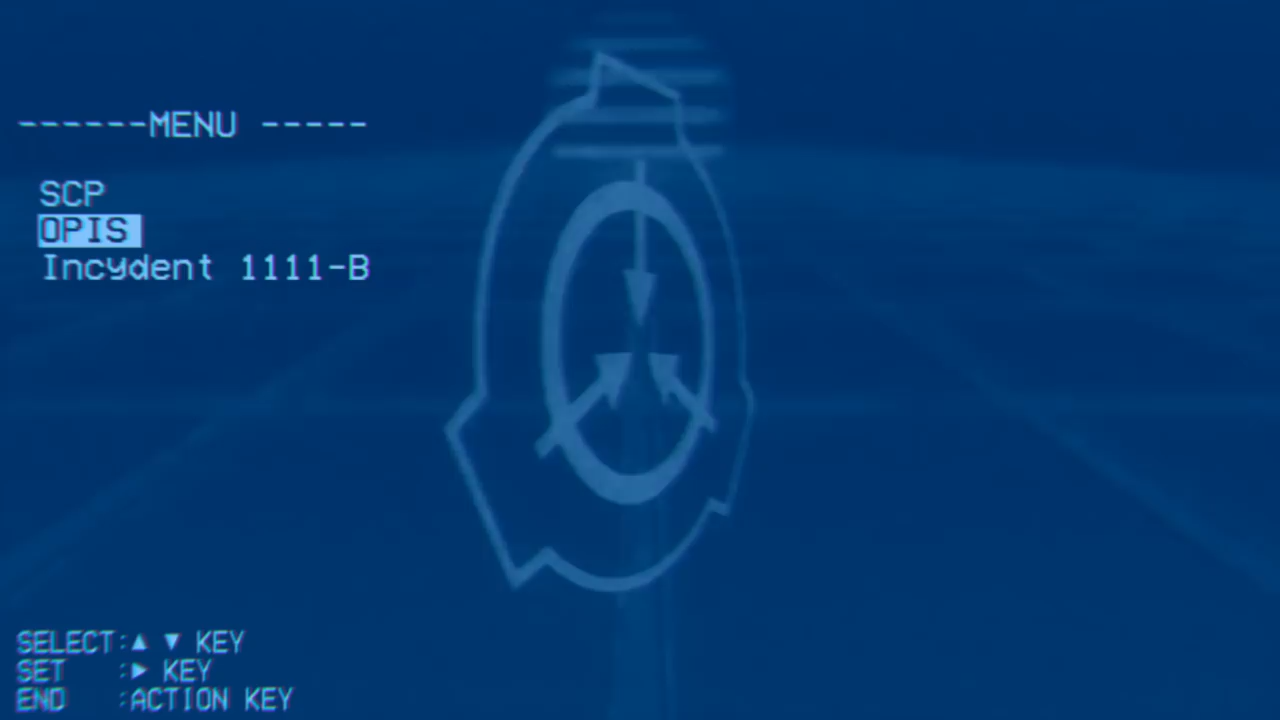 ------MENU -----
SCP
OPIS
Incydent 1111-B
SELECT:▲ ▼ KEY
SET :► KEY
END :ACTION KEY